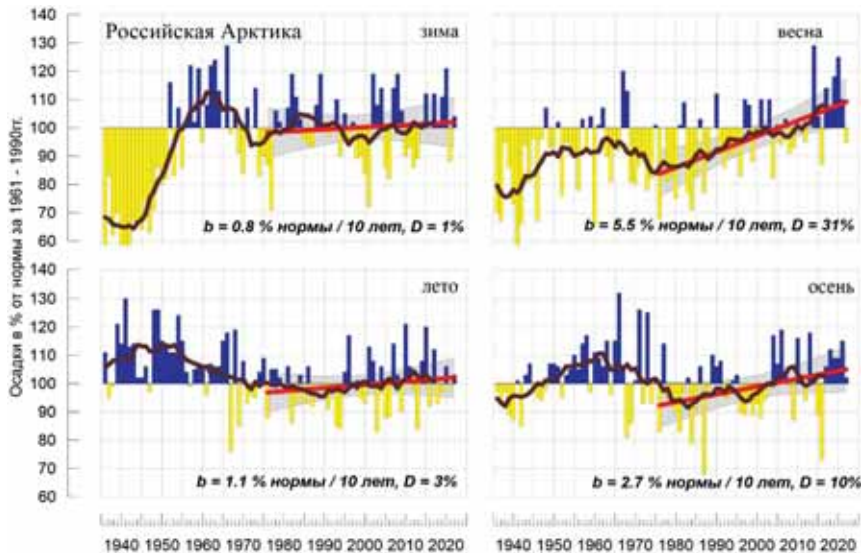 Российская Арктика
зима
весна
Осадки в % от нормы за 1961 - 1990гг.
140
130
120
110
100
90
80
70
60
b = 0.8 % нормы / 10 лет, D = 1%
b = 5.5 % нормы / 10 лет, D = 31%
лето
осень
140
130
120
110
100
90
80
70
60
b = 1.1 % нормы / 10 лет, D = 3%
b = 2.7 % нормы / 10 лет, D = 10%
1940 1950 1960 1970 1980 1990 2000 2010 2020
1940 1950 1960 1970 1980 1990 2000 2010 2020